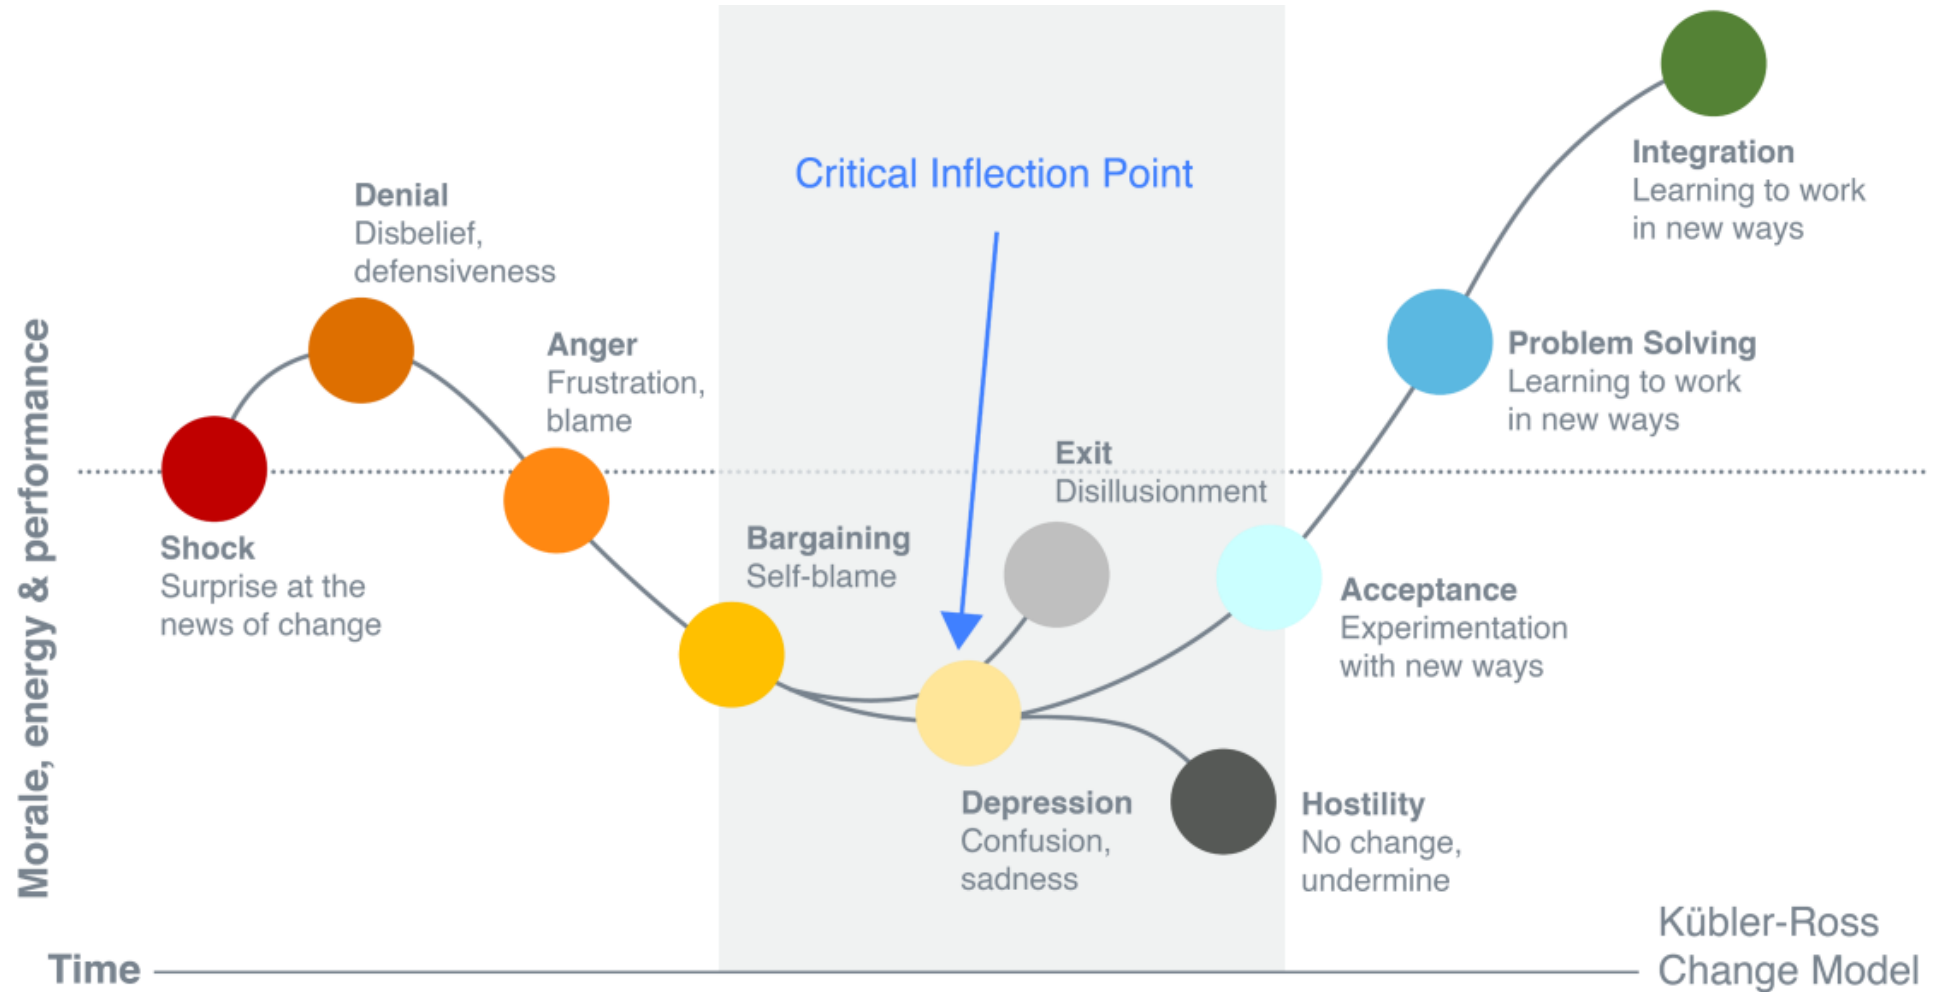 Critical Inflection Point
Denial
Disbelief,
defensiveness
Anger
Frustration,
blame
Shock
Surprise at the
news of change
Bargaining
Self-blame
Exit
Disillusionment
Depression
Confusion,
sadness
Hostility
No change,
undermine
Acceptance
Experimentation
with new ways
Problem Solving
Learning to work
in new ways
Integration
Learning to work
in new ways
Morale, energy & performance
Time
Kübler-Ross
Change Model